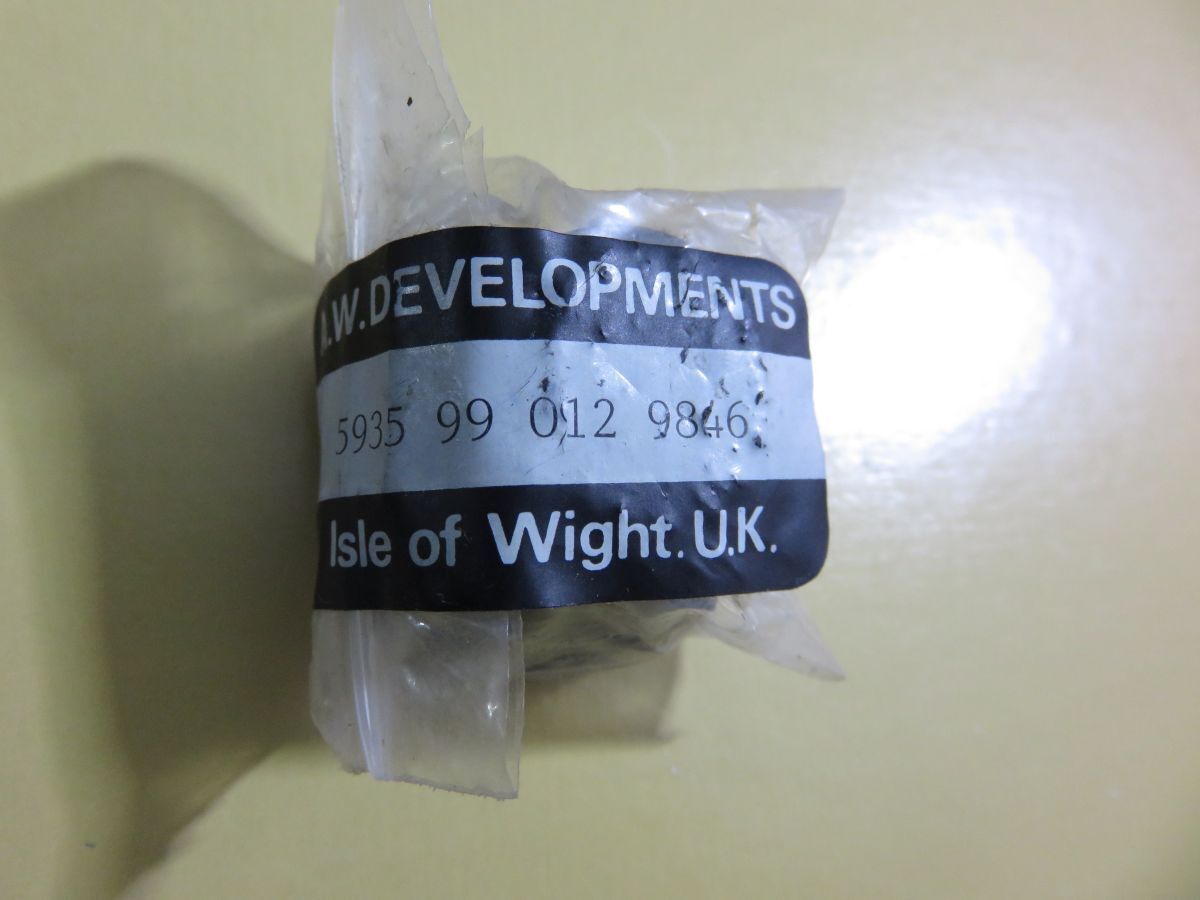 .W.DEVELOPMENTS
5935 99 012 9846
Isle of Wight. U.K.